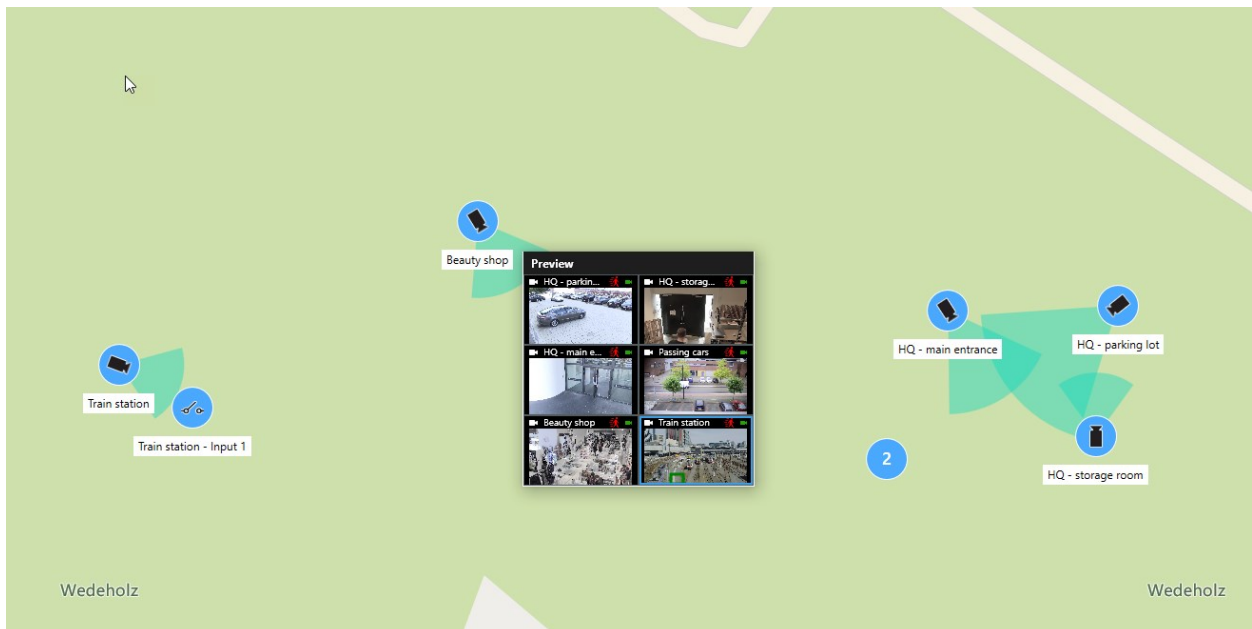 Beauty shop
Preview
HQ - parkin...
HQ - storag...
HQ - main e...
Passing cars
Beauty shop
Train station
HQ - main entrance
HQ - parking lot
Train station
Train station - Input 1
2
HQ - storage room
Wedeholz
Wedeholz